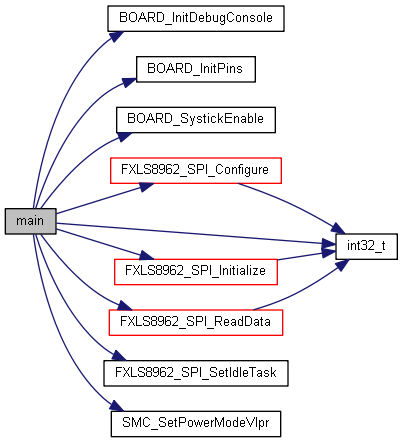 BOARD_InitDebugConsole
BOARD_InitPins
BOARD_SystickEnable
FXLS8962_SPI_Configure
main
int32_t
FXLS8962_SPI_Initialize
FXLS8962_SPI_ReadData
FXLS8962_SPI_SetIdleTask
SMC_SetPowerModeVlpr